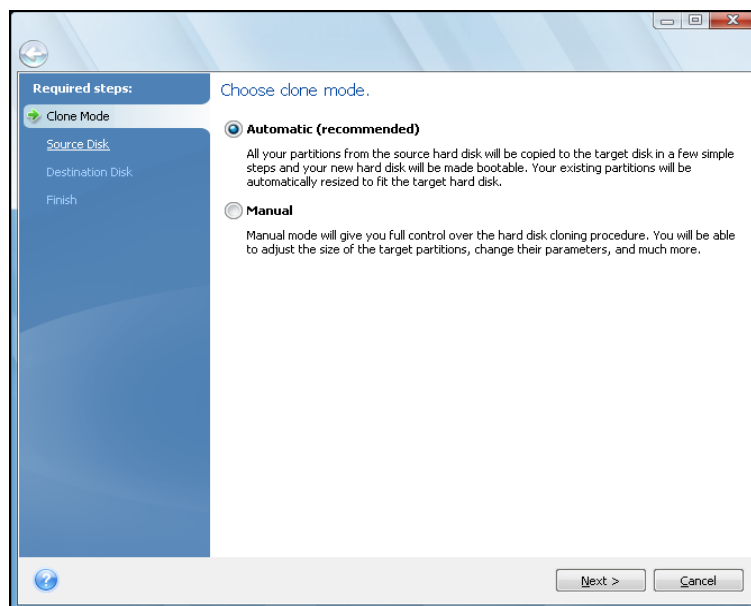 Required steps:
Clone Mode
Source Disk
Destination Disk
Finish
Choose clone mode.
Automatic (recommended)
All your partitions from the source hard disk will be copied to the target disk in a few simple
steps and your new hard disk will be made bootable. Your existing partitions will be
automatically resized to fit the target hard disk.
Manual
Manual mode will give you full control over the hard disk cloning procedure. You will be able
to adjust the size of the target partitions, change their parameters, and much more.
?
Next >
Cancel